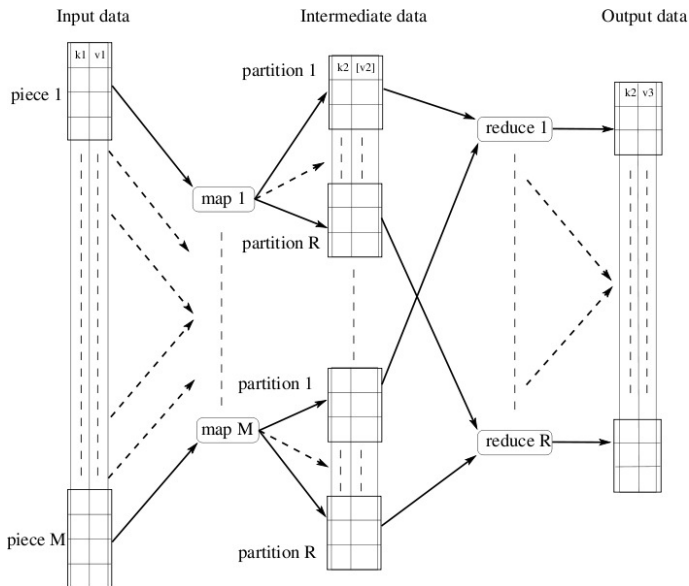 Input data
Intermediate data
Output data
k1 v1
piece 1
partition 1
k2 [v2]
reduce 1
k2 v3
map 1
partition R
partition 1
map M
reduce R
piece M
partition R